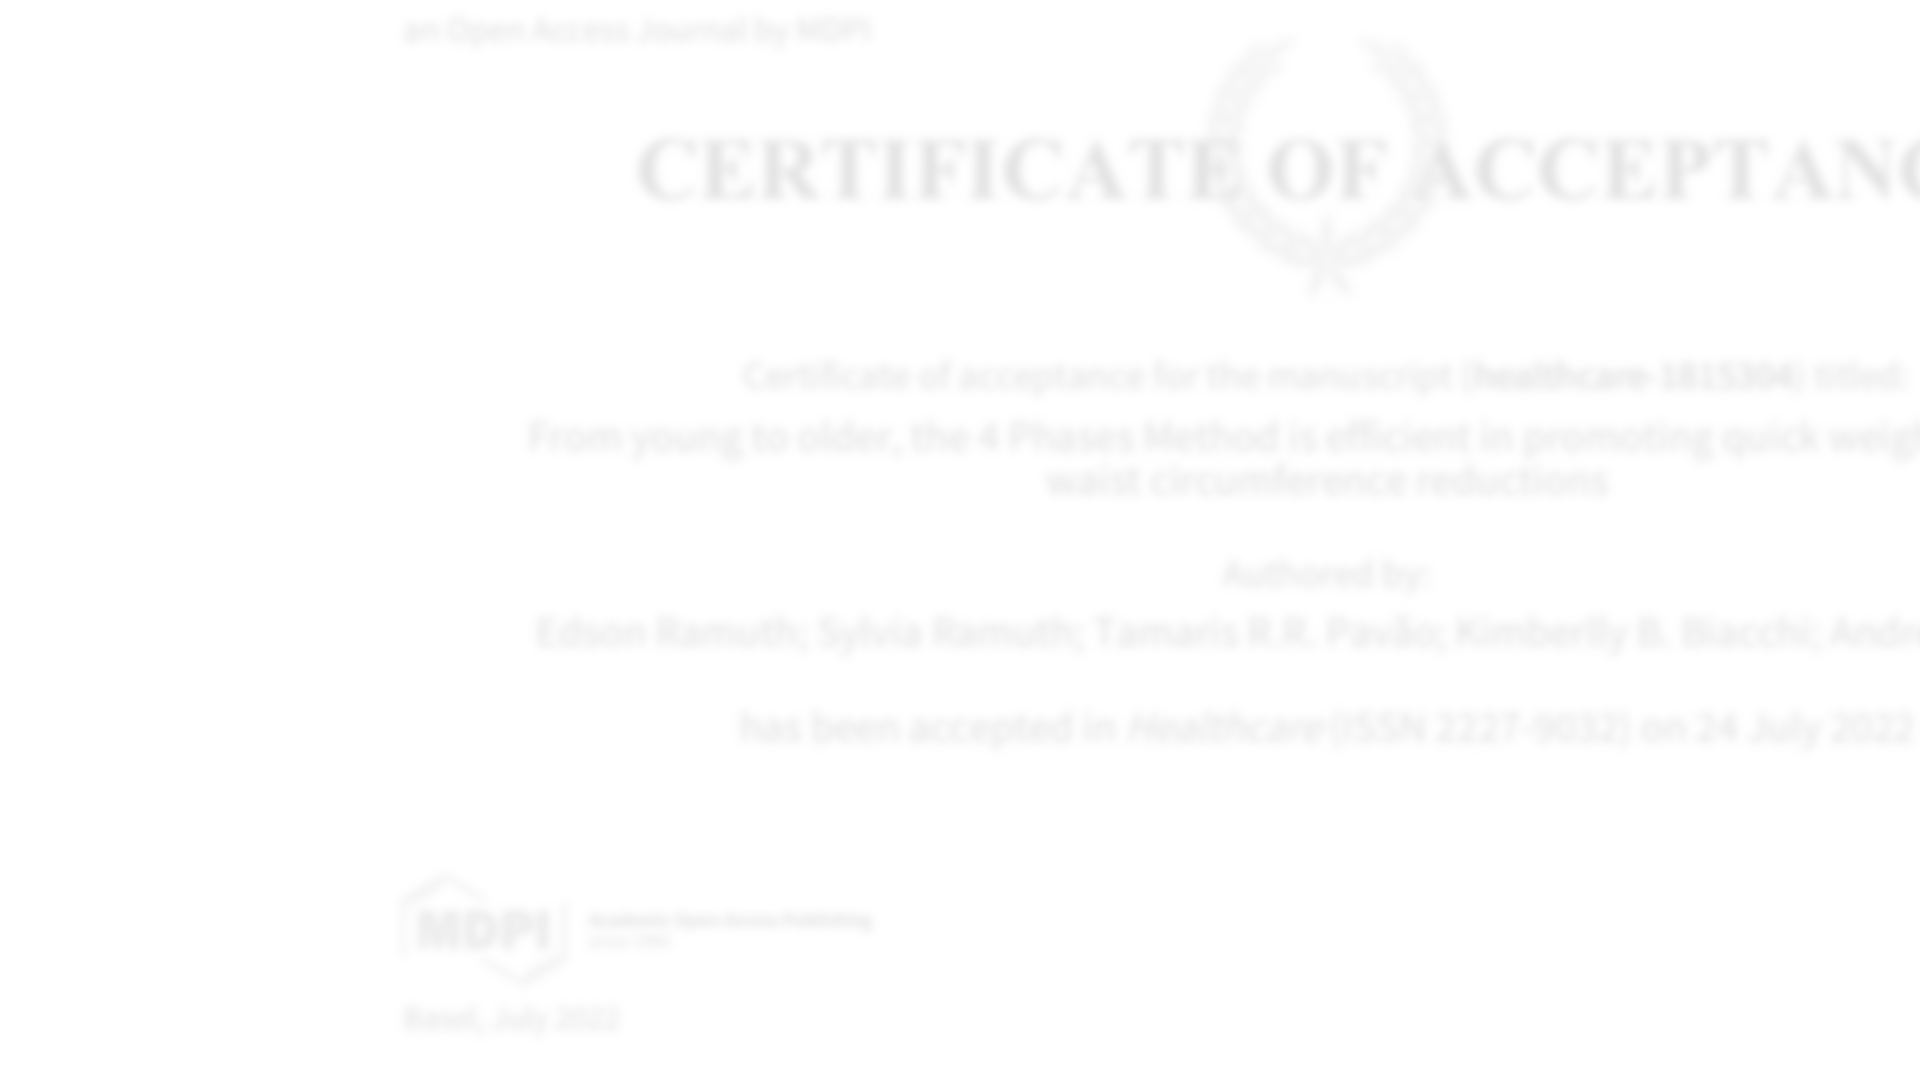 an Open Access Journal by MDPI
CERTIFICATE OF ACCEPTANC
Certificate of acceptance for the manuscript (healthcare-1815304) titled:
From young to older, the 4 Phases Method is efficient in promoting quick weigh
waist circumference reductions
Authored by:
Edson Ramuth; Sylvia Ramuth; Tamaris R.R. Pavão; Kimberlly B. Biacchi; Andr
has been accepted in Healthcare (ISSN 2227-9032) on 24 July 2022
MDPI
Academic Open Access Publishing
since 1996
Basel, July 2022